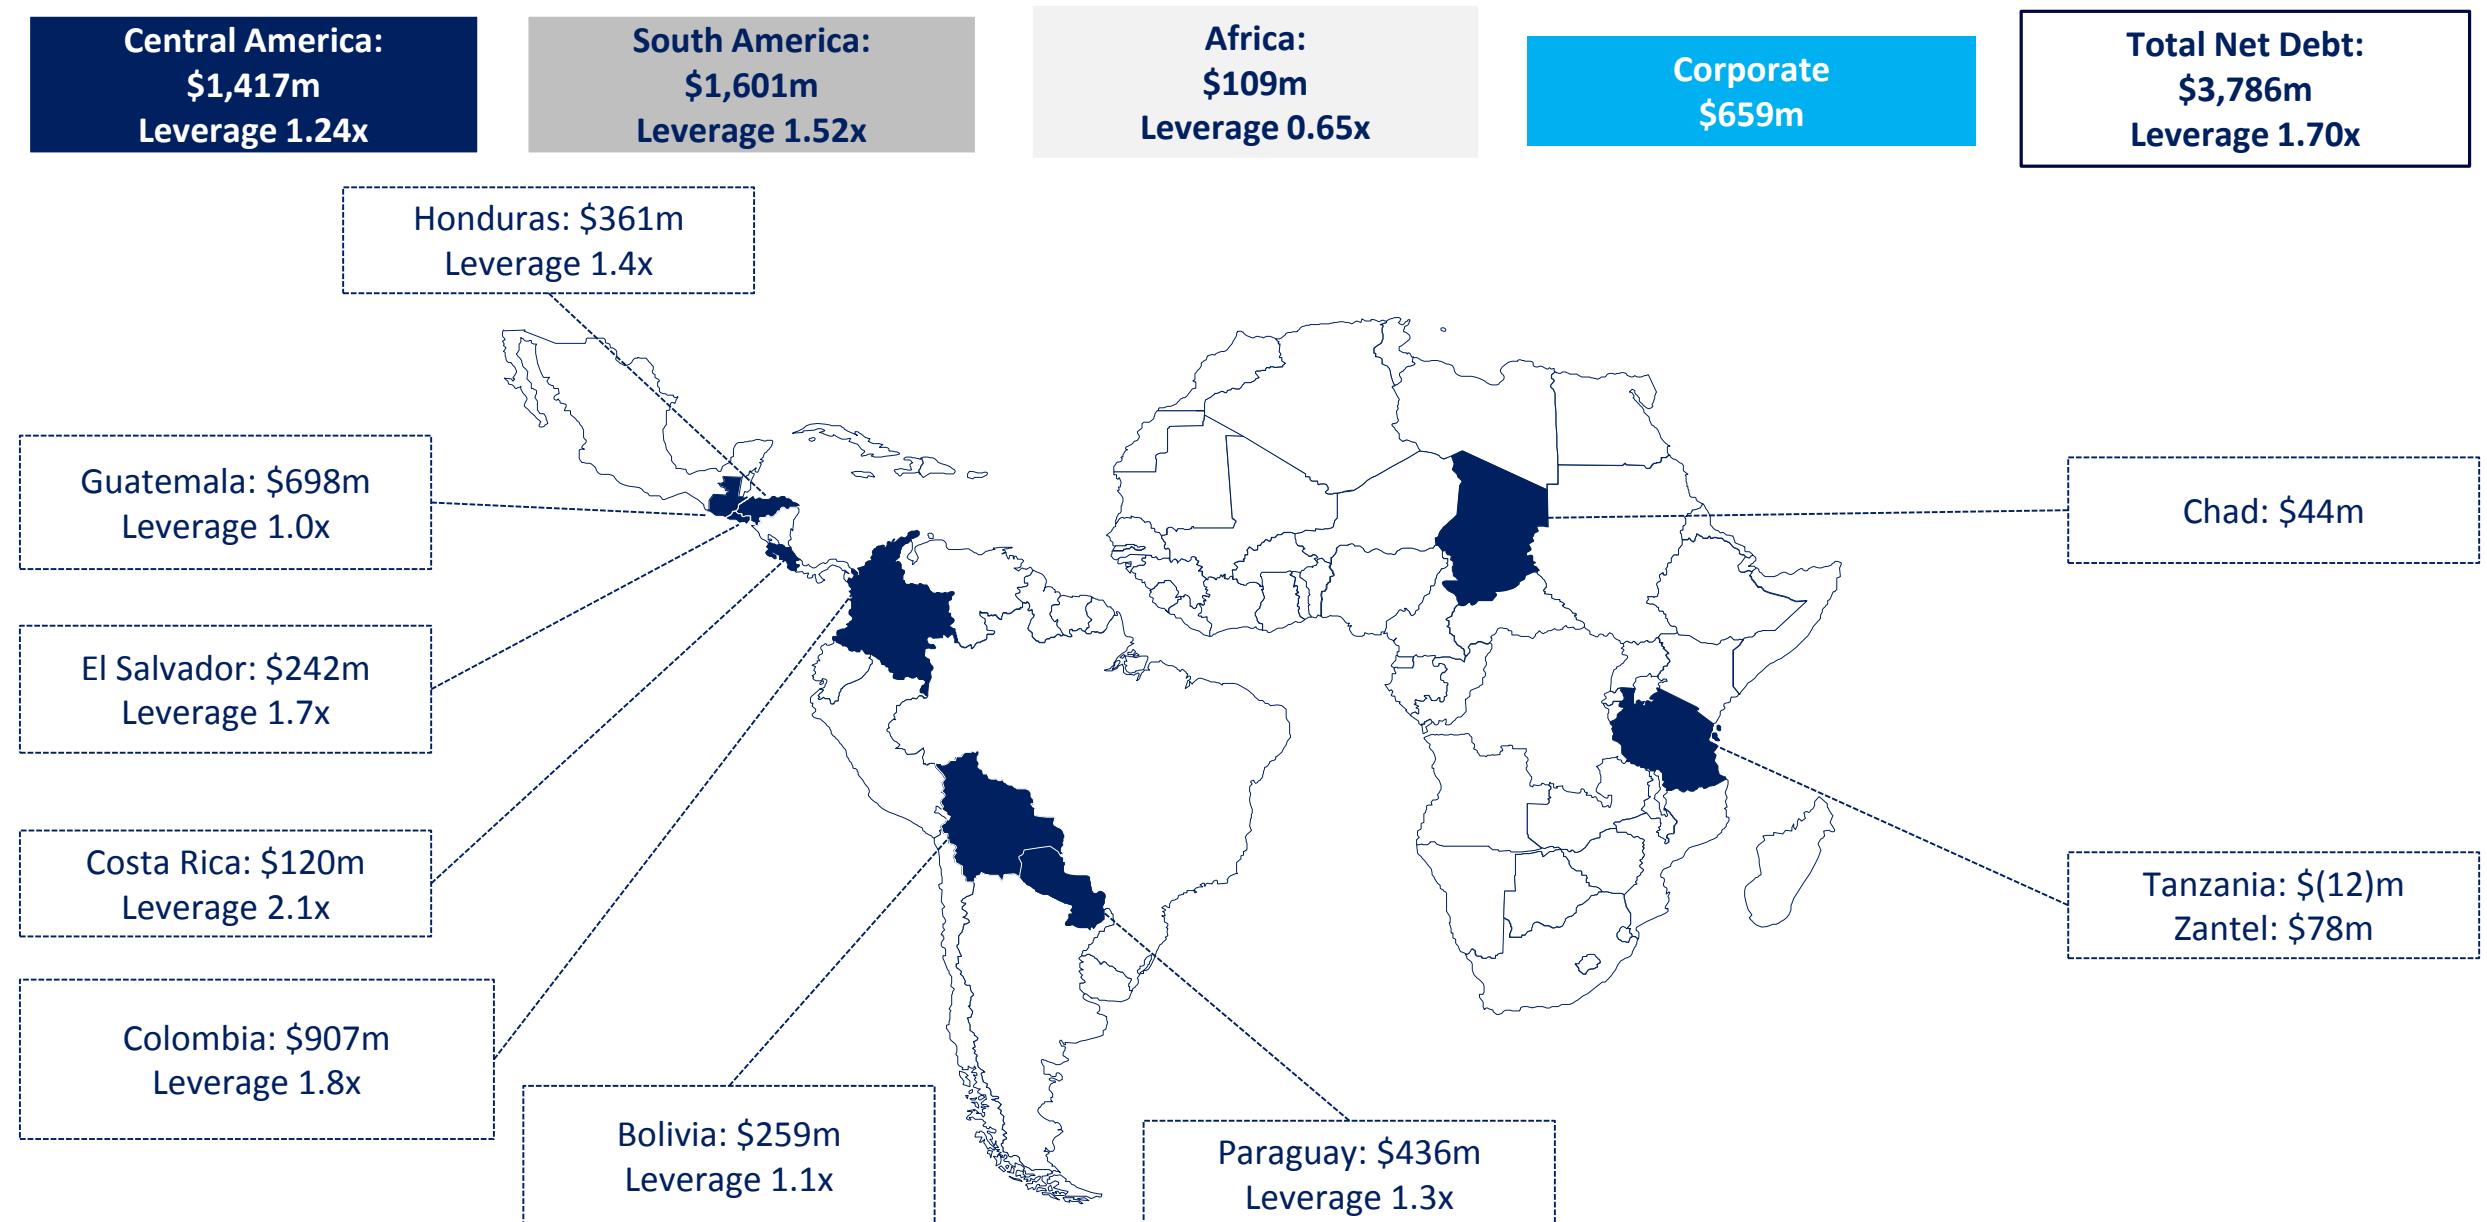 Central America:
$1,417m
Leverage 1.24x
South America:
$1,601m
Leverage 1.52x
Africa:
$109m
Leverage 0.65x
Corporate
$659m
Total Net Debt:
$3,786m
Leverage 1.70x
Honduras: $361m
Leverage 1.4x
Guatemala: $698m
Leverage 1.0x
Chad: $44m
El Salvador: $242m
Leverage 1.7x
Costa Rica: $120m
Leverage 2.1x
Tanzania: $(12)m
Zantel: $78m
Colombia: $907m
Leverage 1.8x
Bolivia: $259m
Leverage 1.1x
Paraguay: $436m
Leverage 1.3x